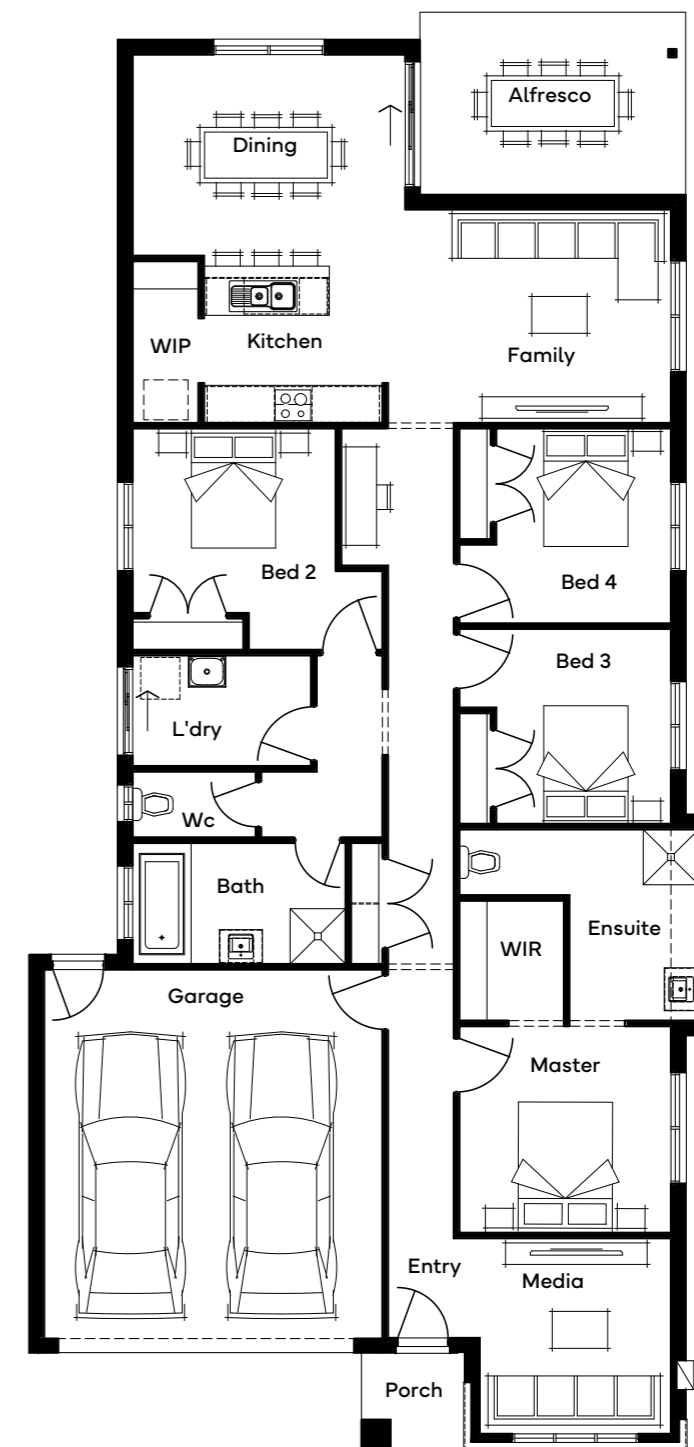 Alfresco
Dining
WIP
Kitchen
Family
Bed 2
Bed 4
Bed 3
L'dry
Wc
Bath
Ensuite
WIR
Garage
Master
Entry
Media
Porch